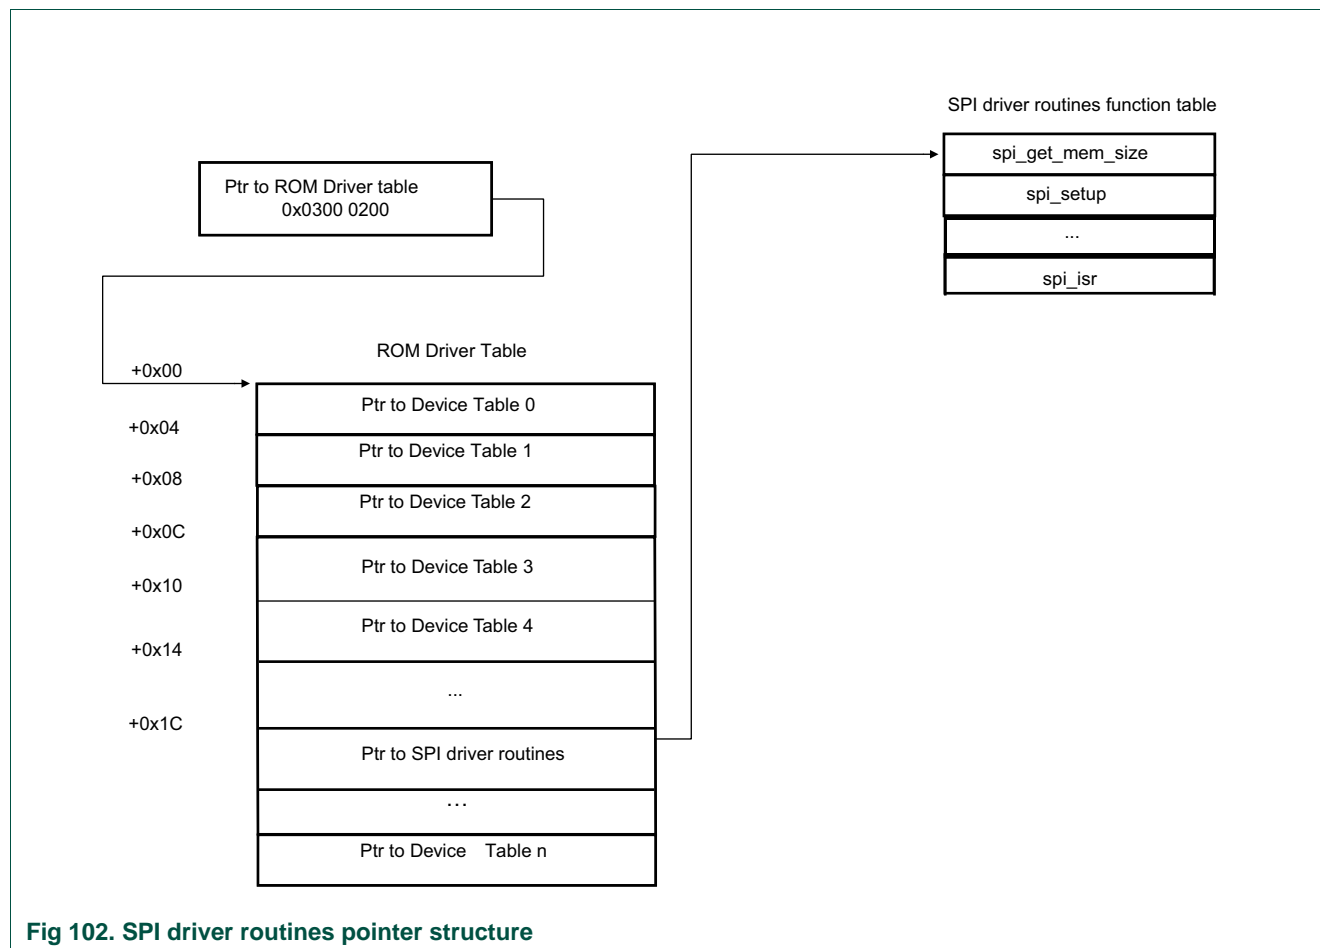 SPI driver routines function table
spi_get_mem_size
spi_setup
...
spi_isr
Ptr to ROM Driver table
0x0300 0200
ROM Driver Table
+0x00
Ptr to Device Table 0
+0x04
Ptr to Device Table 1
+0x08
Ptr to Device Table 2
+0x0C
Ptr to Device Table 3
+0x10
Ptr to Device Table 4
+0x14
...
+0x1C
Ptr to SPI driver routines
...
Ptr to Device Table n
Fig 102. SPI driver routines pointer structure